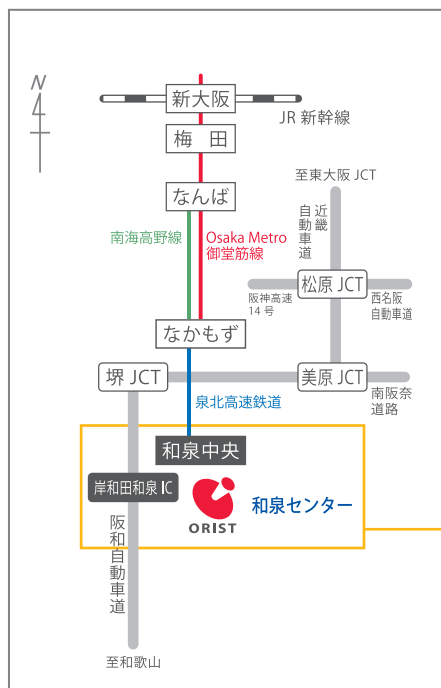 N
新大阪
JR 新幹線
梅 田
至東大阪 JCT
なんば
近畿
自動車道
南海高野線
Osaka Metro
御堂筋線
松原 JCT
阪神高速
14 号
西名阪
自動車道
なかもず
堺 JCT
美原 JCT
南阪奈
道路
泉北高速鉄道
和泉中央
岸和田和泉 IC
和泉センター
ORIST
阪和自動車道
至和歌山